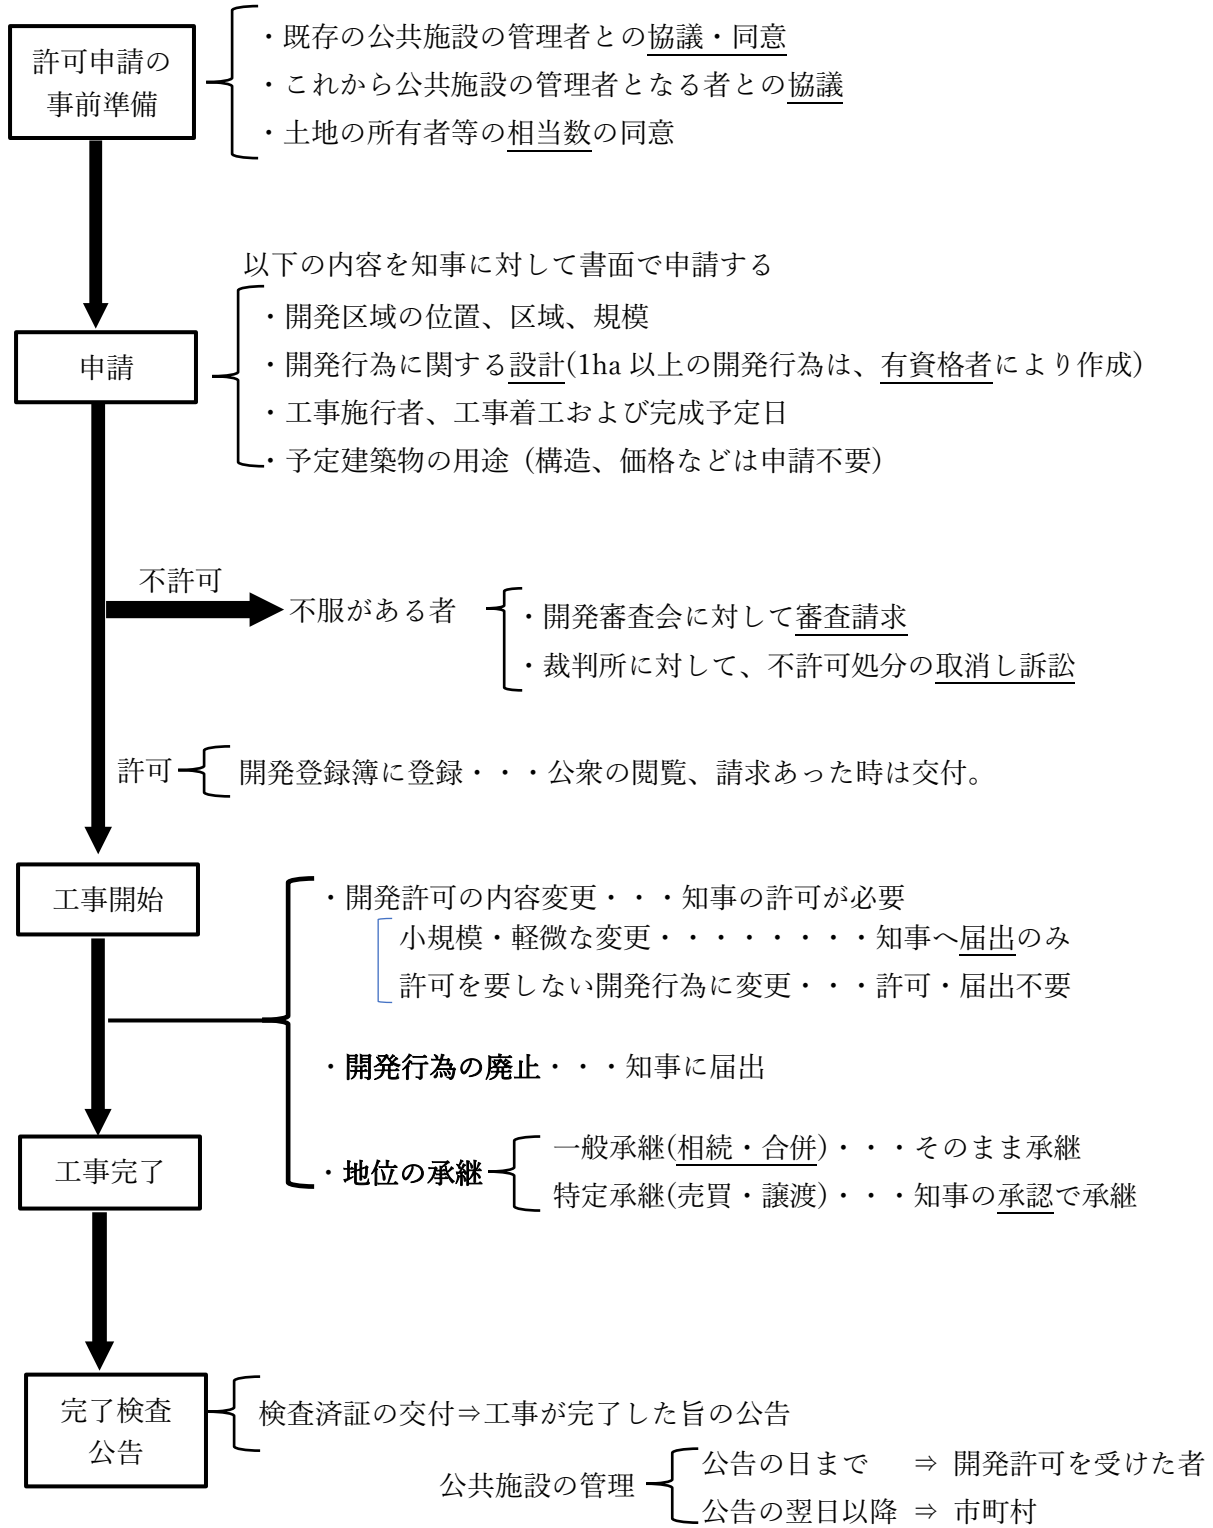 許可申請の
事前準備
・既存の公共施設の管理者との協議・同意
・これから公共施設の管理者となる者との協議
・土地の所有者等の相当数の同意
以下の内容を知事に対して書面で申請する
申請
・開発区域の位置、区域、規模
・開発行為に関する設計(1ha 以上の開発行為は、有資格者により作成)
・工事施行者、工事着工および完成予定日
・予定建築物の用途（構造、価格などは申請不要）
不許可
不服がある者
・開発審査会に対して審査請求
・裁判所に対して、不許可処分の取消し訴訟
許可
開発登録簿に登録・・・公衆の閲覧、請求あった時は交付。
工事開始
・開発許可の内容変更・・・知事の許可が必要
小規模・軽微な変更・・・・・・・・知事へ届出のみ
許可を要しない開発行為に変更・・・許可・届出不要
・開発行為の廃止・・・知事に届出
工事完了
・地位の承継
一般承継(相続・合併)・・・そのまま承継
特定承継(売買・譲渡)・・・知事の承認で承継
完了検査
公告
検査済証の交付⇒工事が完了した旨の公告
公共施設の管理
公告の日まで ⇒ 開発許可を受けた者
公告の翌日以降 ⇒ 市町村